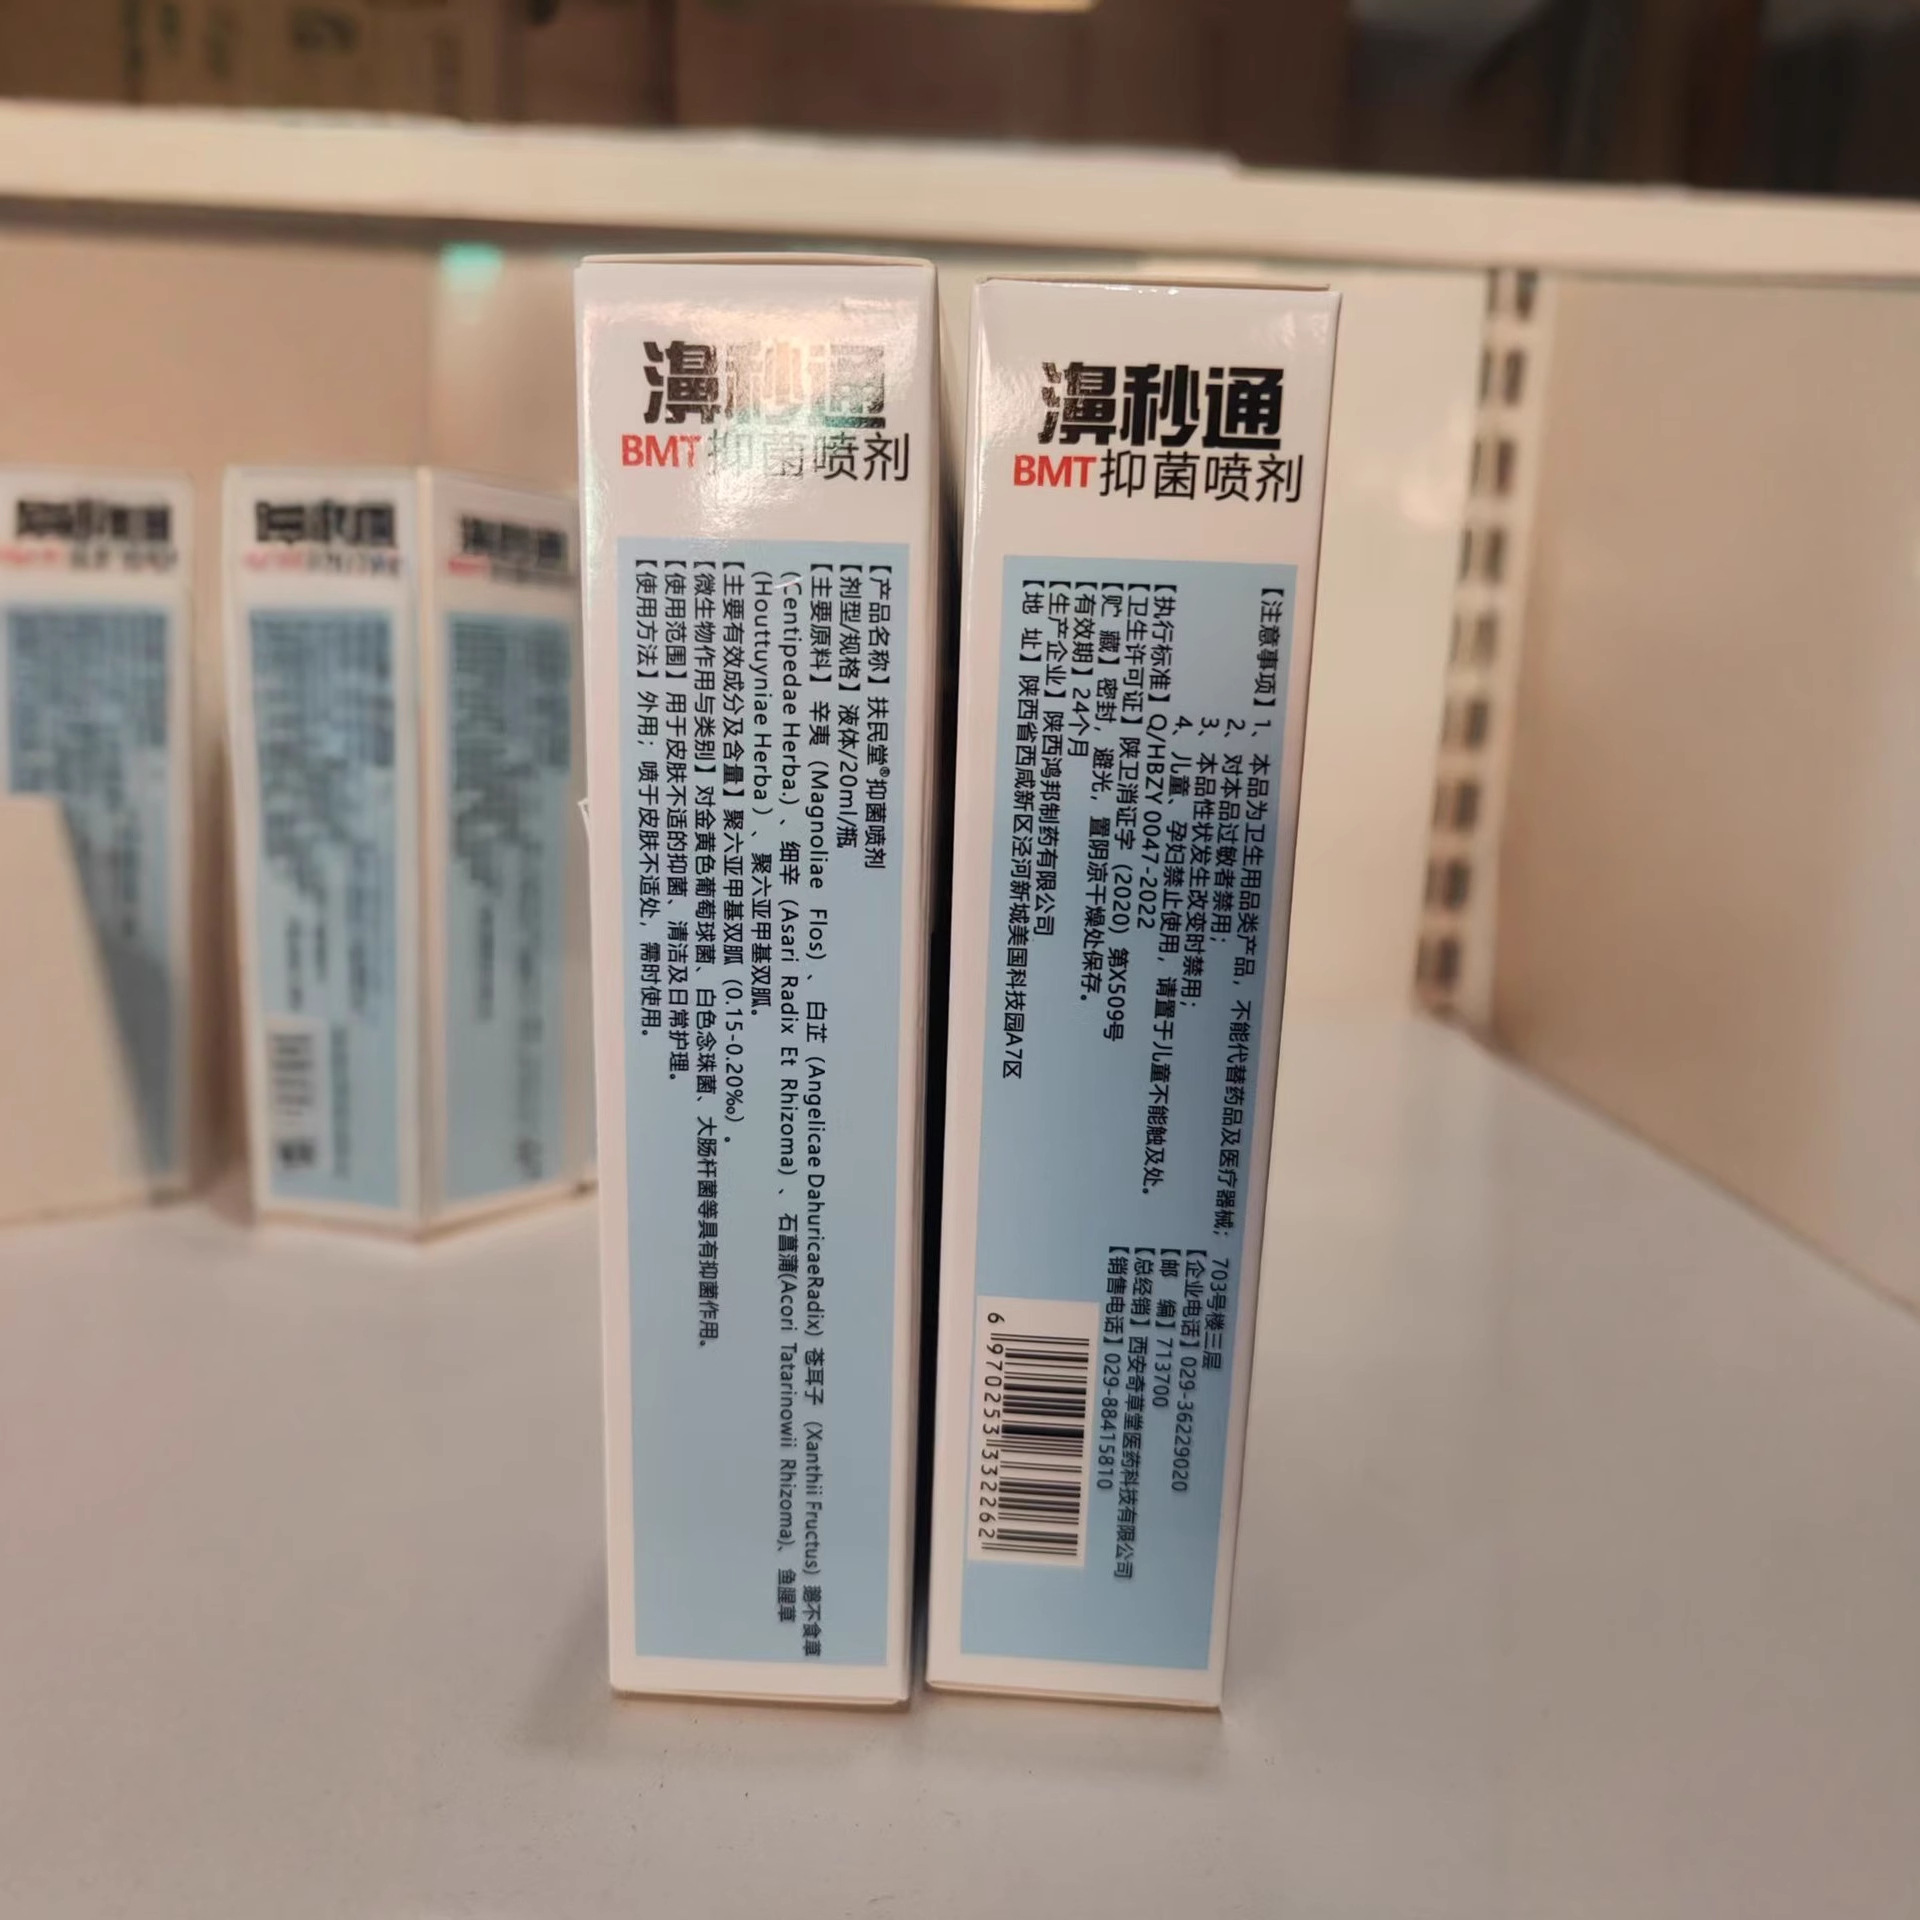 濞秒通
BMT抑菌喷剂
【产品名称】扶民堂®抑菌喷剂
【剂型/规格】液体/20ml/瓶
【主要原料】辛夷（Magnoliae Flos）、白芷（Angelicae DahuricaeRadix）苍耳子（Xanthii Fructus）鹅不食草
（Centipedae Herba.）、细辛（Asari Radix Et Rhizoma）、石菖蒲(Acori Tatarinowii Rhizoma)、鱼腥草
（Houttuyniae Herba）、聚六亚甲基双胍。
【主要有效成分及含量】聚六亚甲基双胍（0.15-0.20‰）。
【微生物作用与类别】对金黄色葡萄球菌、白色念珠菌、大肠杆菌等具有抑菌作用。
【使用范围】用于皮肤不适的抑菌、清洁及日常护理。
【使用方法】外用；喷于皮肤不适处，需时使用。
濞秒通
BMT抑菌喷剂
【注意事项】1、本品为卫生用品类产品，不能代替药品及医疗器械；
2、对本品过敏者禁用；
3、本品性状发生改变时禁用；
4、儿童、孕妇禁止使用，请置于儿童不能触及处。
【执行标准】Q/HBZY 0047-2022
【卫生许可证】陕卫消证字（2020）第X509号
【贮 藏】密封，避光，置阴凉干燥处保存。
【有效期】24个月
【生产企业】陕西鸿邦制药有限公司
【地 址】陕西省西咸新区泾河新城美国科技园A7区
703号楼三层
【企业电话】029-36229020
【邮 编】713700
【总经销】西安奇草堂医药科技有限公司
【销售电话】029-88415810
6 970253 332262